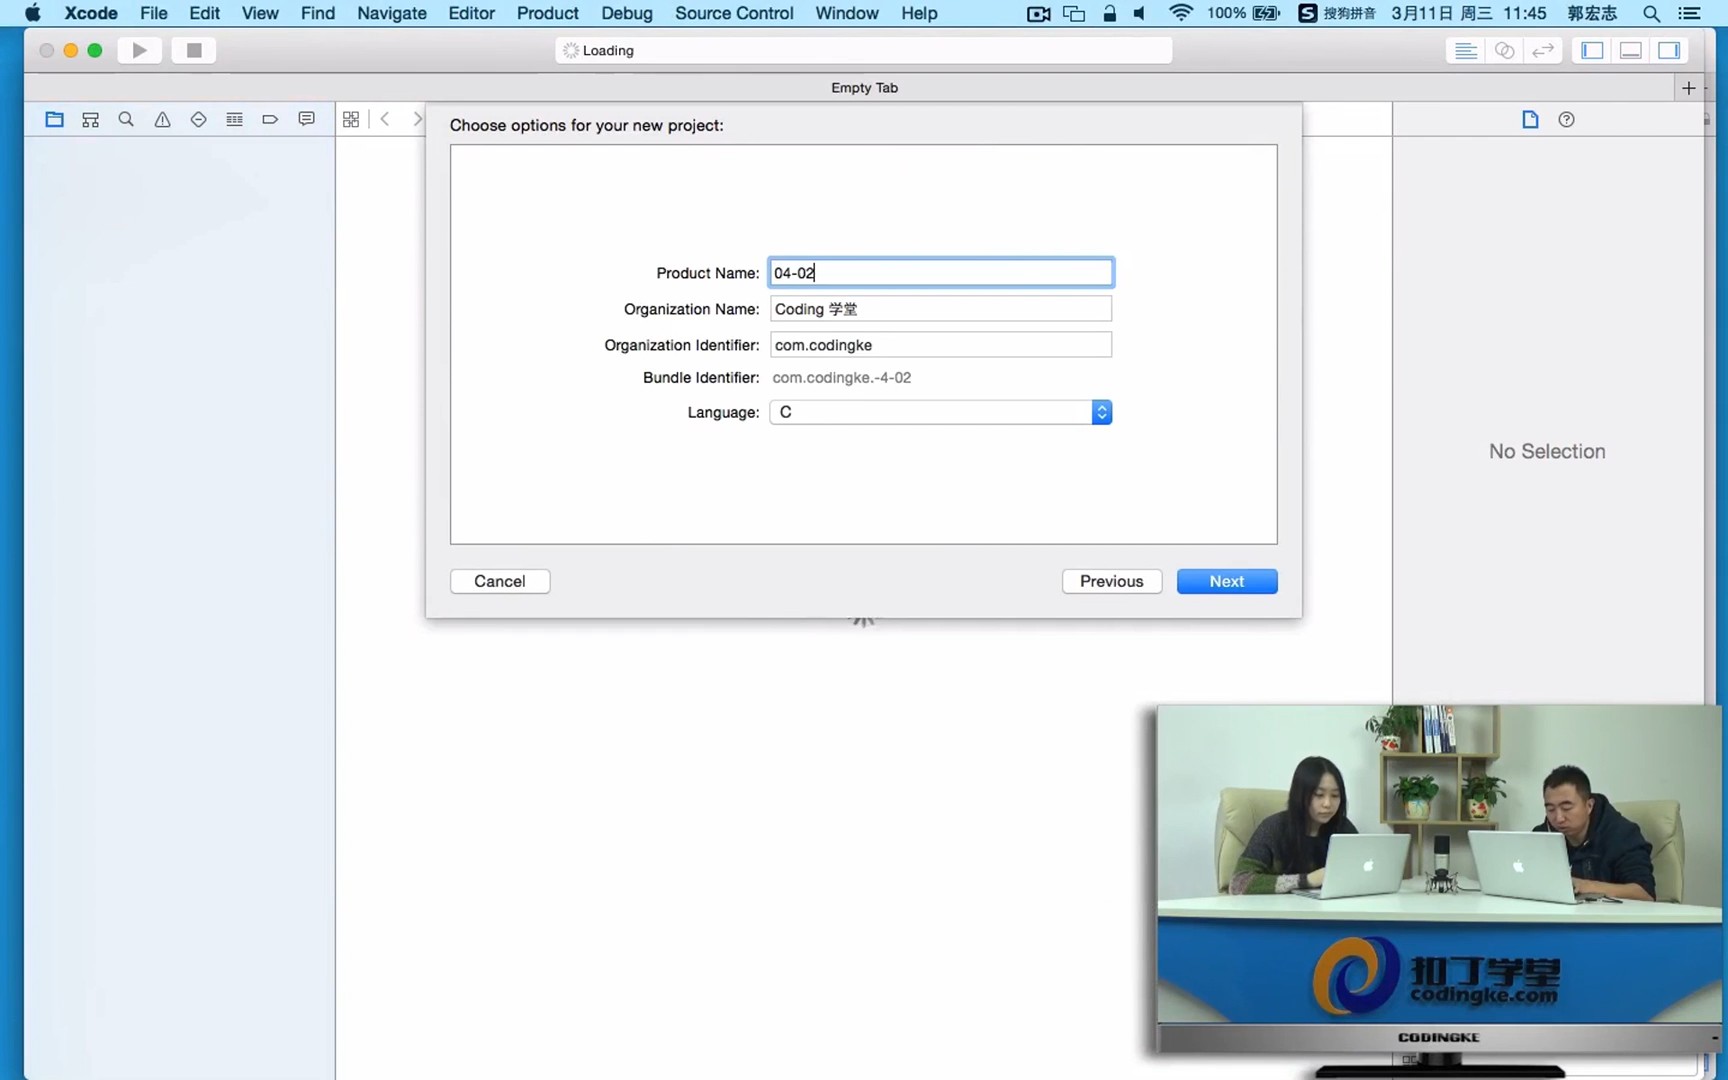 Xcode File Edit View Find Navigate Editor Product Debug Source Control Window Help 100% S 搜狗拼音 3月11日 周三 11:45 郭宏志
Loading
Empty Tab
Choose options for your new project:
Product Name: 04-02
Organization Name: Coding 学堂
Organization Identifier: com.codingke
Bundle Identifier: com.codingke.-4-02
Language: C
No Selection
Cancel Previous Next
扣丁学堂
codingke.com
CODINGKE